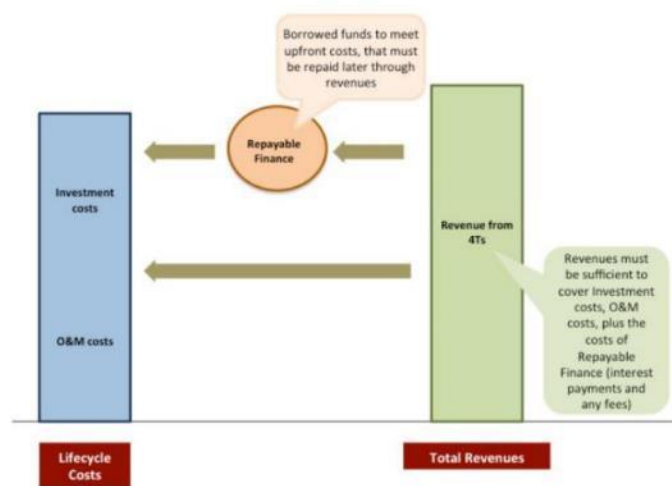 Borrowed funds to meet
upfront costs, that must
be repaid later through
revenues
Repayable
Finance
Investment
costs
O&M costs
Revenue from
4Ts
Revenues must
be sufficient to
cover Investment
costs, O&M
costs, plus the
costs of
Repayable
Finance (interest
payments and
any fees)
Lifecycle
Costs
Total Revenues